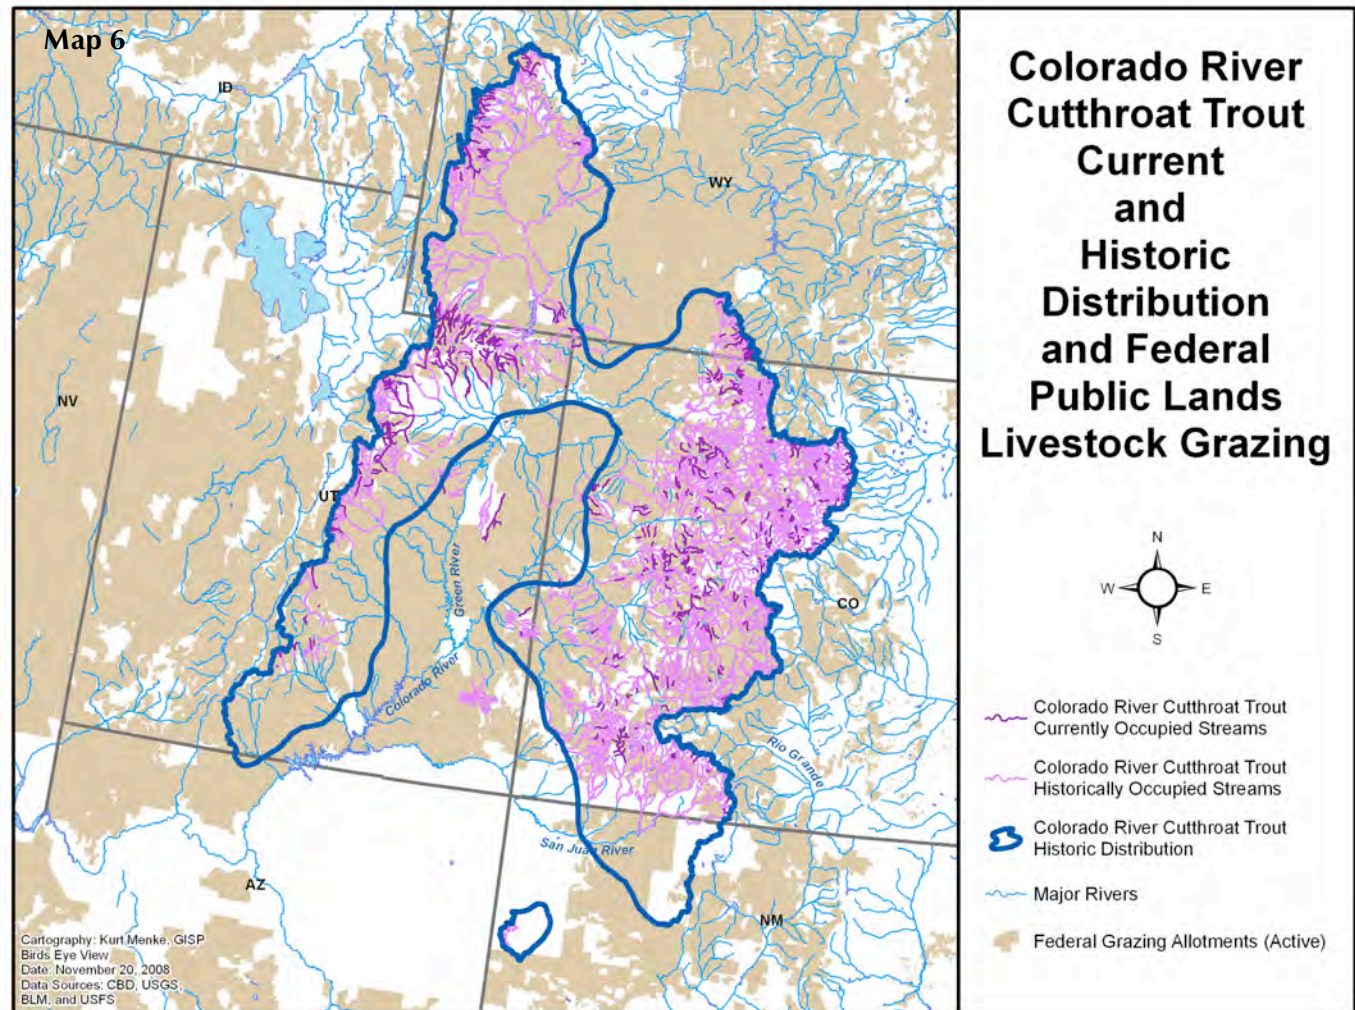 Map 6
ID
WY
NV
UT
CO
AZ
NM
Green River
Colorado River
Rio Grande
San Juan River
Cartography: Kurt Menke, GISP
Birds Eye View
Date: November 20, 2008
Data Sources: CBD, USGS,
BLM, and USFS
Colorado River
Cutthroat Trout
Current
and
Historic
Distribution
and Federal
Public Lands
Livestock Grazing
N
W
E
S
Colorado River Cutthroat Trout
Currently Occupied Streams
Colorado River Cutthroat Trout
Historically Occupied Streams
Colorado River Cutthroat Trout
Historic Distribution
Major Rivers
Federal Grazing Allotments (Active)